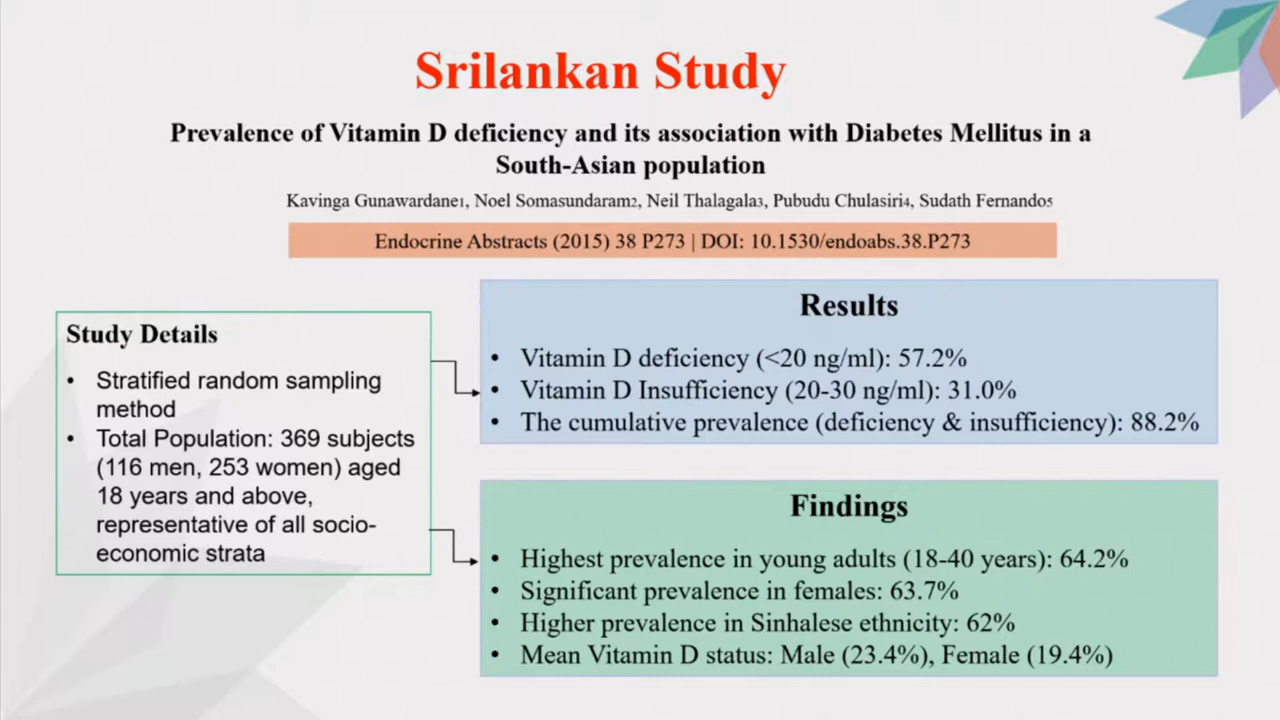 Srilankan Study
Prevalence of Vitamin D deficiency and its association with Diabetes Mellitus in a
South-Asian population
Kavinga Gunawardane1, Noel Somasundaram2, Neil Thalagala3, Pubudu Chulasiri4, Sudath Fernando5
Endocrine Abstracts (2015) 38 P273 | DOI: 10.1530/endoabs.38.P273
Study Details
• Stratified random sampling
method
• Total Population: 369 subjects
(116 men, 253 women) aged
18 years and above,
representative of all socio-
economic strata
Results
• Vitamin D deficiency (<20 ng/ml): 57.2%
• Vitamin D Insufficiency (20-30 ng/ml): 31.0%
• The cumulative prevalence (deficiency & insufficiency): 88.2%
Findings
• Highest prevalence in young adults (18-40 years): 64.2%
• Significant prevalence in females: 63.7%
• Higher prevalence in Sinhalese ethnicity: 62%
• Mean Vitamin D status: Male (23.4%), Female (19.4%)